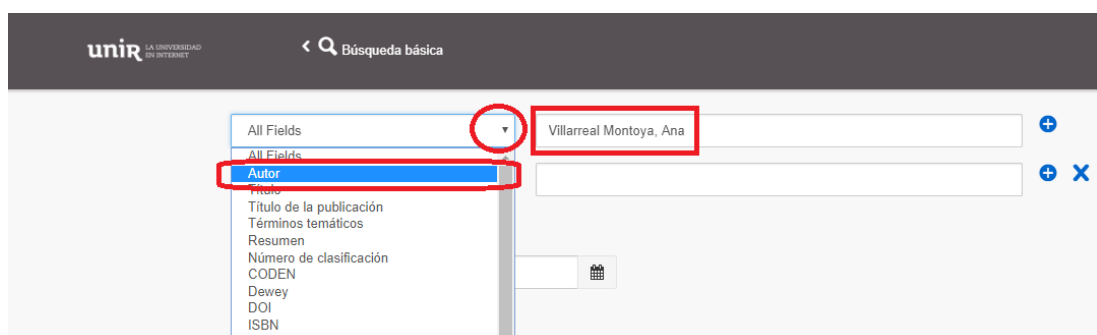 unir LA UNIVERSIDAD EN INTERNET
Búsqueda básica
All Fields
Villarreal Montoya, Ana
All Fields
Autor
Título
Título de la publicación
Términos temáticos
Resumen
Número de clasificación
CODEN
Dewey
DOI
ISBN